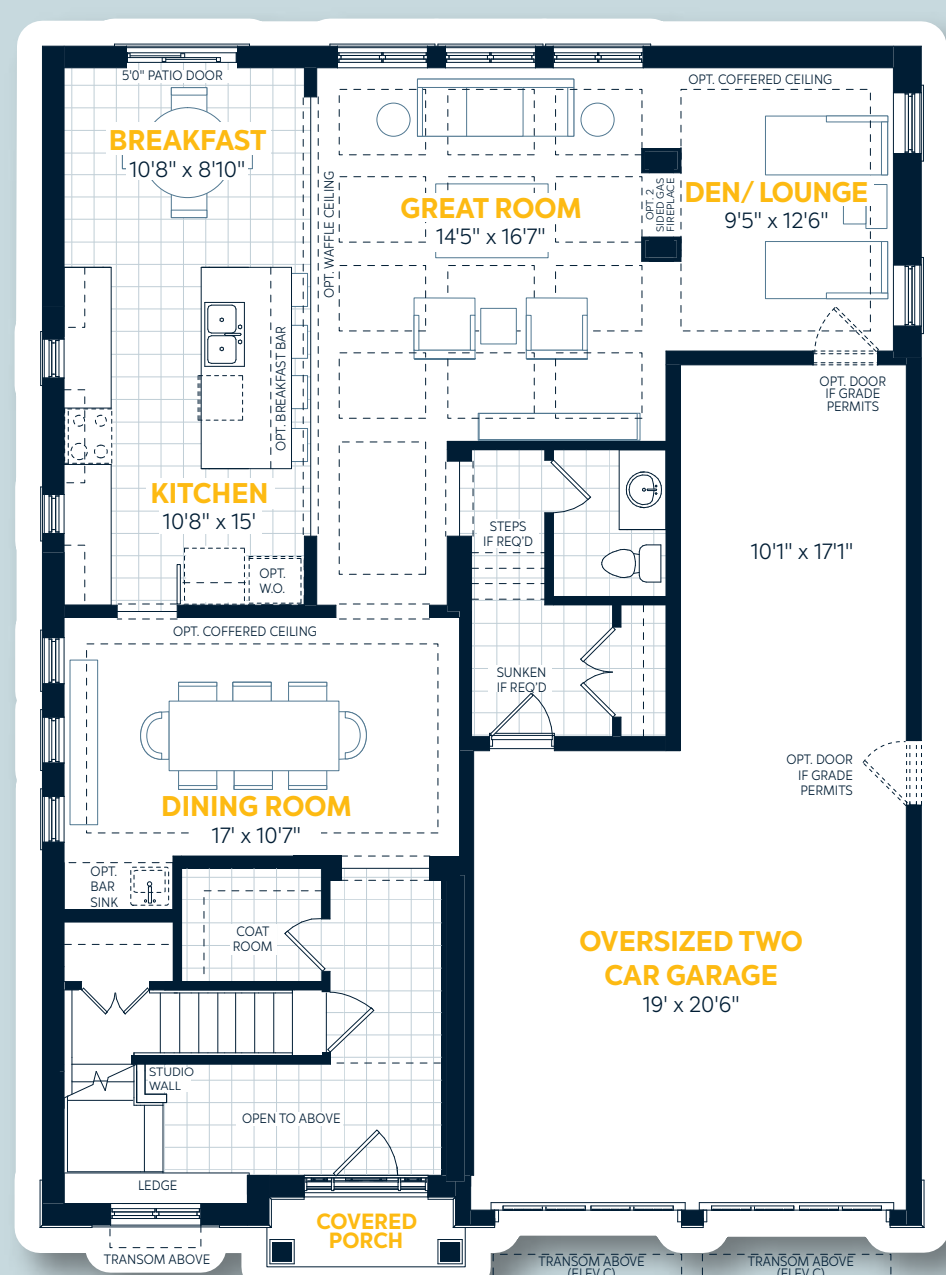 5'0" PATIO DOOR
OPT. COFFERED CEILING
BREAKFAST
10'8" x 8'10"
OPT. WAFFLE CEILING
GREAT ROOM
14'5" x 16'7"
OPT. 2
SIDED GAS
FIREPLACE
DEN/ LOUNGE
9'5" x 12'6"
OPT. BREAKFAST BAR
OPT. DOOR
IF GRADE
PERMITS
KITCHEN
10'8" x 15'
STEPS
IF REQ'D
10'1" x 17'1"
OPT.
W.O.
OPT. COFFERED CEILING
SUNKEN
IF REQ'D
OPT. DOOR
IF GRADE
PERMITS
DINING ROOM
17' x 10'7"
OPT.
BAR
SINK
COAT
ROOM
OVERSIZED TWO
CAR GARAGE
19' x 20'6"
STUDIO
WALL
OPEN TO ABOVE
LEDGE
COVERED
PORCH
TRANSOM ABOVE
TRANSOM ABOVE
(ELEV C)
TRANSOM ABOVE
(ELEV C)